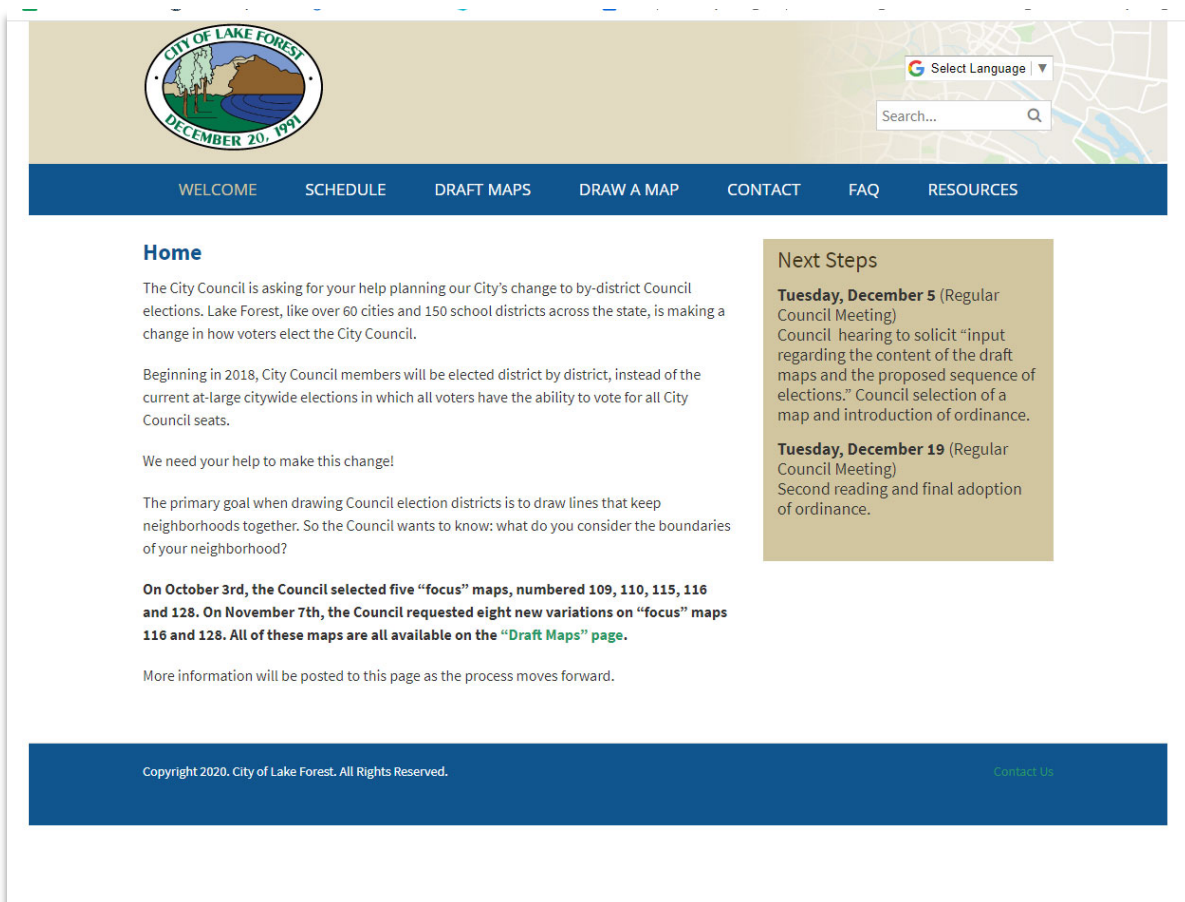 CITY OF LAKE FOREST
DECEMBER 20, 1991
Select Language ▼
Search...
WELCOME SCHEDULE DRAFT MAPS DRAW A MAP CONTACT FAQ RESOURCES
Home
The City Council is asking for your help planning our City’s change to by-district Council
elections. Lake Forest, like over 60 cities and 150 school districts across the state, is making a
change in how voters elect the City Council.
Beginning in 2018, City Council members will be elected district by district, instead of the
current at-large citywide elections in which all voters have the ability to vote for all City
Council seats.
We need your help to make this change!
The primary goal when drawing Council election districts is to draw lines that keep
neighborhoods together. So the Council wants to know: what do you consider the boundaries
of your neighborhood?
On October 3rd, the Council selected five “focus” maps, numbered 109, 110, 115, 116
and 128. On November 7th, the Council requested eight new variations on “focus” maps
116 and 128. All of these maps are all available on the “Draft Maps” page.
More information will be posted to this page as the process moves forward.
Next Steps
Tuesday, December 5 (Regular
Council Meeting)
Council hearing to solicit “input
regarding the content of the draft
maps and the proposed sequence of
elections.” Council selection of a
map and introduction of ordinance.
Tuesday, December 19 (Regular
Council Meeting)
Second reading and final adoption
of ordinance.
Copyright 2020. City of Lake Forest. All Rights Reserved.
Contact Us